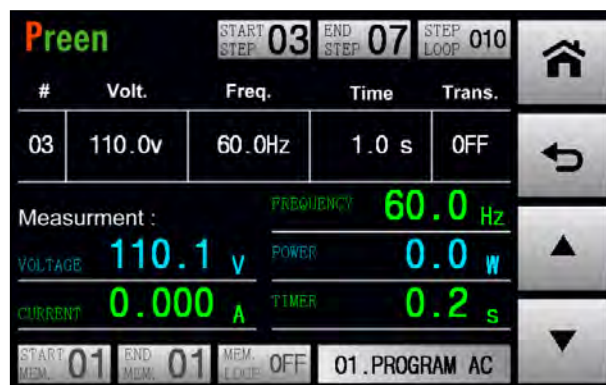 Preen START STEP 03 END STEP 07 STEP LOOP 010
# Volt. Freq. Time Trans.
03 110.0v 60.0Hz 1.0 s OFF
Measurment : FREQUENCY 60.0 Hz
VOLTAGE 110.1 V POWER 0.0 W
CURRENT 0.000 A TIMER 0.2 s
START MEM. 01 END MEM. 01 MEM. LOOP OFF 01.PROGRAM AC